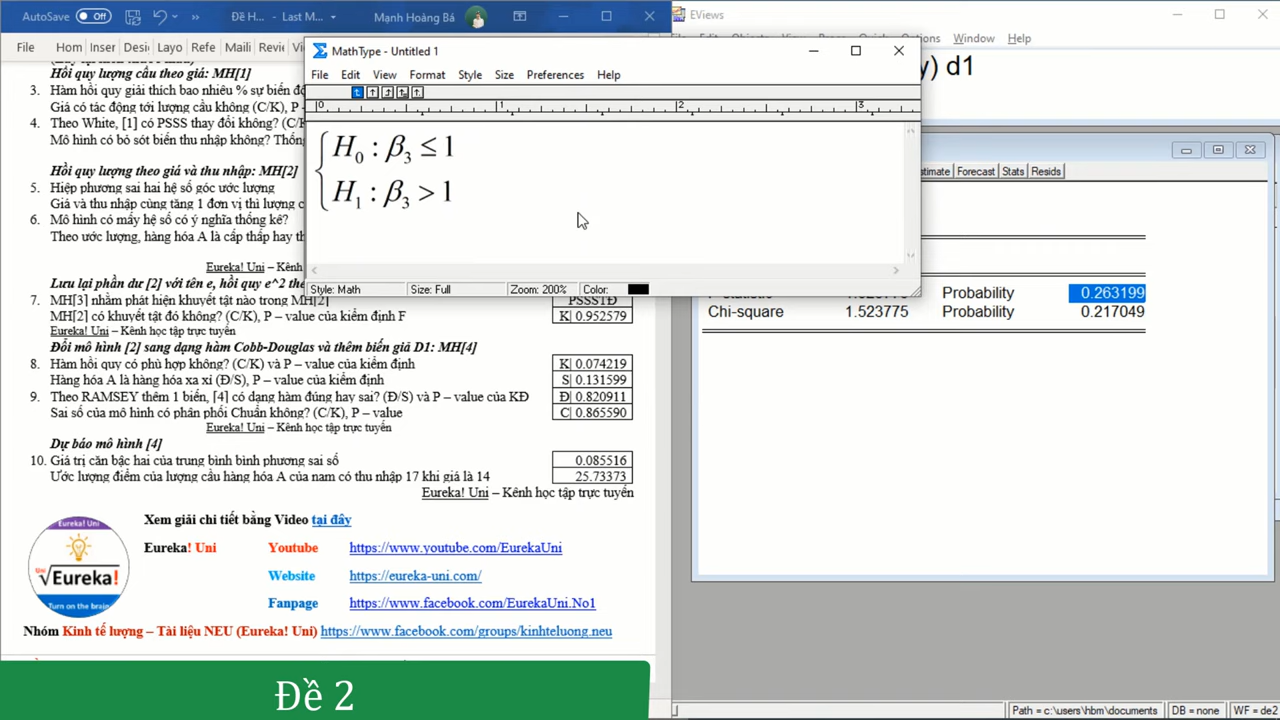 AutoSave Off Đề H... - Last M... Mạnh Hoàng Bá
File Hom Inser Desig Layo Refe Maili Revi
EViews
Options Window Help
y) d1
MathType - Untitled 1
File Edit View Format Style Size Preferences Help
0 1 2 3
H0 : β3 ≤ 1
H1 : β3 > 1
Style: Math Size: Full Zoom: 200% Color:
Hồi quy lượng cầu theo giá: MH[1]
3. Hàm hồi quy giải thích bao nhiêu % sự biến độ
Giá có tác động tới lượng cầu không (C/K), P –
4. Theo White, [1] có PSSS thay đổi không? (C/K
Mô hình có bỏ sót biến thu nhập không? Thống
Hồi quy lượng theo giá và thu nhập: MH[2]
5. Hiệp phương sai hai hệ số góc ước lượng
Giá và thu nhập cùng tăng 1 đơn vị thì lượng
6. Mô hình có mấy hệ số có ý nghĩa thống kê?
Theo ước lượng, hàng hóa A là cấp thấp hay th
Eureka! Uni – Kênh
Lưu lại phần dư [2] với tên e, hồi quy e^2 the
7. MH[3] nhằm phát hiện khuyết tật nào trong MH[2] PSSSTĐ
MH[2] có khuyết tật đó không? (C/K), P – value của kiểm định F K| 0.952579
Eureka! Uni – Kênh học tập trực tuyến
Đổi mô hình [2] sang dạng hàm Cobb-Douglas và thêm biến giả D1: MH[4]
8. Hàm hồi quy có phù hợp không? (C/K) và P – value của kiểm định K| 0.074219
Hàng hóa A là hàng hóa xa xỉ (Đ/S), P – value của kiểm định S| 0.131599
9. Theo RAMSEY thêm 1 biến, [4] có dạng hàm đúng hay sai? (Đ/S) và P – value của KĐ Đ| 0.820911
Sai số của mô hình có phân phối Chuẩn không? (C/K), P – value C| 0.865590
Eureka! Uni – Kênh học tập trực tuyến
Dự báo mô hình [4]
10. Giá trị căn bậc hai của trung bình bình phương sai số 0.085516
Ước lượng điểm của lượng cầu hàng hóa A của nam có thu nhập 17 khi giá là 14 25.73373
Eureka! Uni – Kênh học tập trực tuyến
Eureka! Uni
Uni √Eureka!
Turn on the brain
Xem giải chi tiết bằng Video tại đây
Eureka! Uni Youtube https://www.youtube.com/EurekaUni
Website https://eureka-uni.com/
Fanpage https://www.facebook.com/EurekaUni.No1
Nhóm Kinh tế lượng – Tài liệu NEU (Eureka! Uni) https://www.facebook.com/groups/kinhteluong.neu
timate Forecast Stats Resids
Probability 0.263199
Chi-square 1.523775 Probability 0.217049
Đề 2
Path = c:\users\hbm\documents DB = none WF = de2